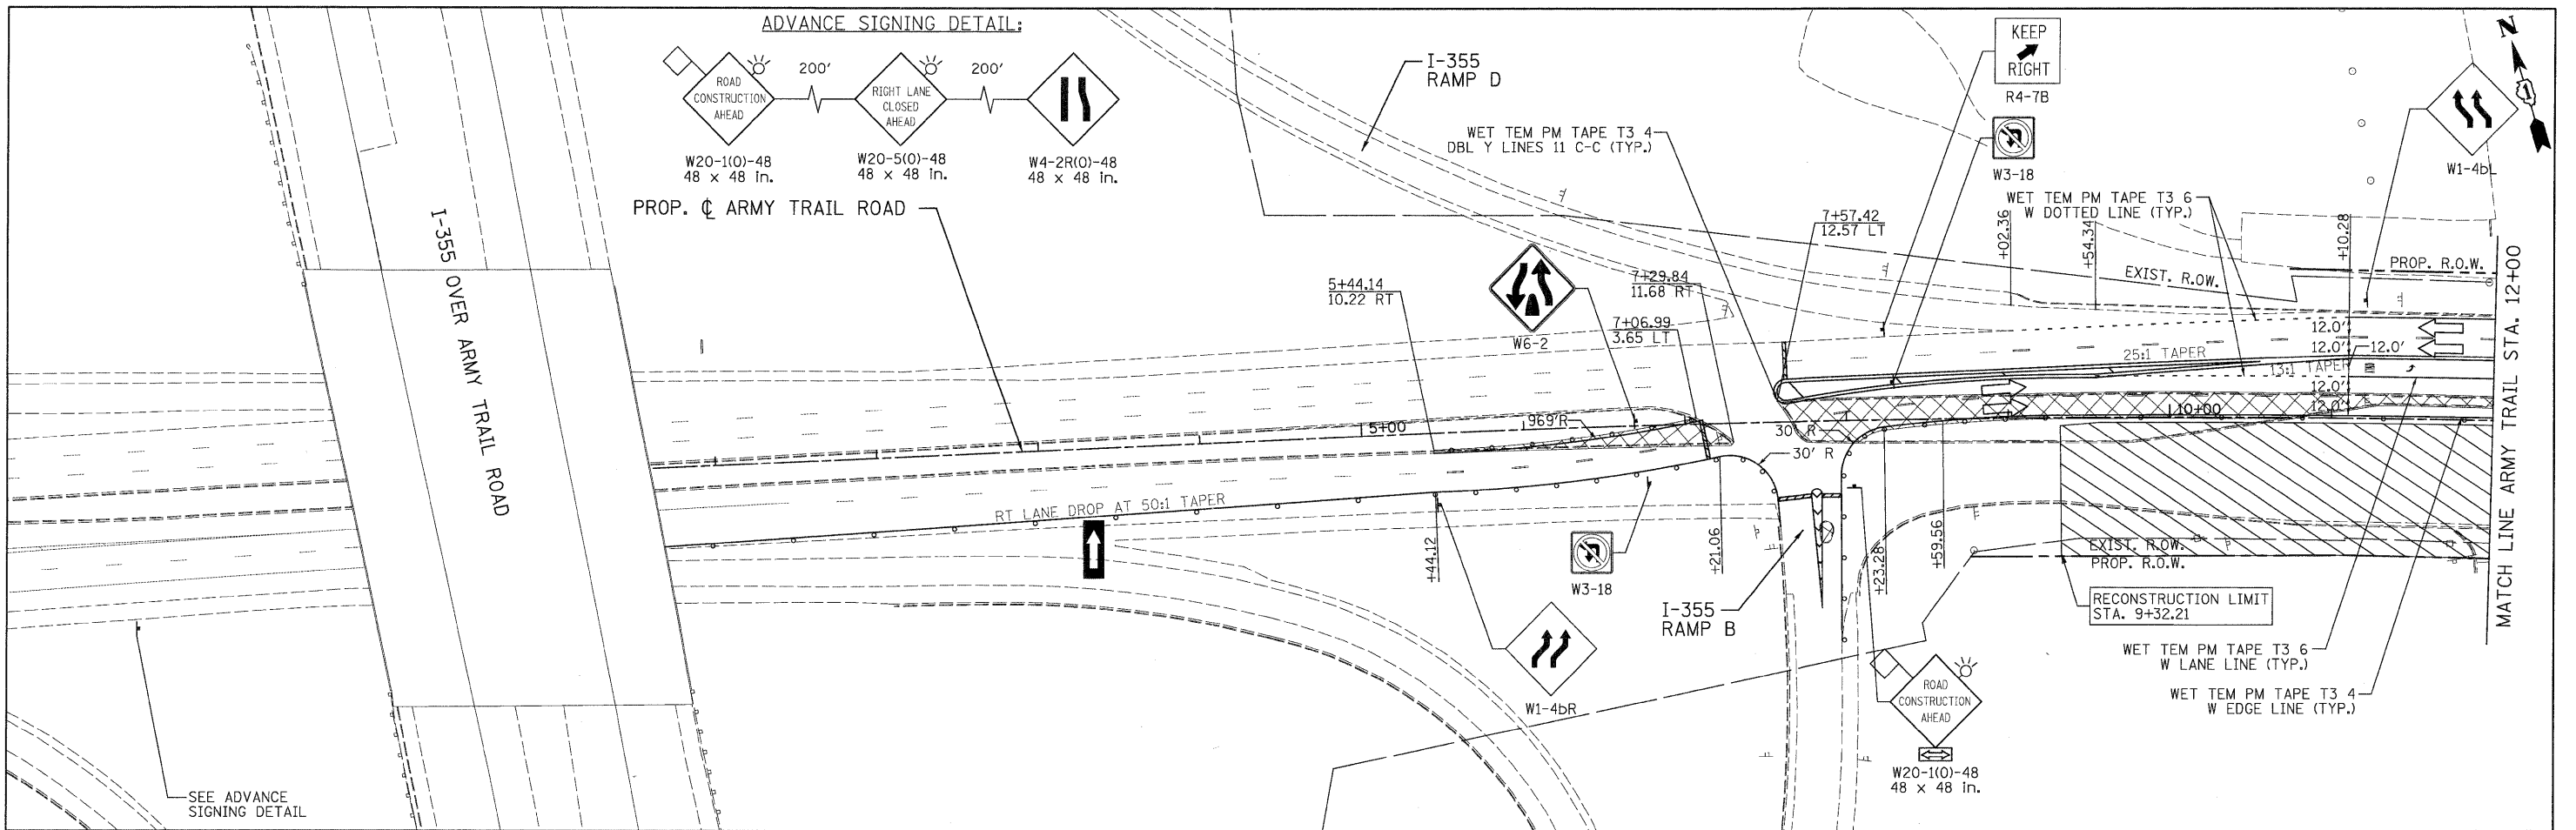 ADVANCE SIGNING DETAIL:
ROAD
CONSTRUCTION
AHEAD
200'
RIGHT LANE
CLOSED
AHEAD
200'
W20-1(O)-48
48 x 48 in.
W20-5(O)-48
48 x 48 in.
W4-2R(O)-48
48 x 48 in.
PROP. ℄ ARMY TRAIL ROAD
I-355 OVER ARMY TRAIL ROAD
I-355
RAMP D
KEEP
RIGHT
R4-7B
W3-18
N
1
W1-4bL
WET TEM PM TAPE T3 4
DBL Y LINES 11 C-C (TYP.)
WET TEM PM TAPE T3 6
W DOTTED LINE (TYP.)
7+57.42
12.57 LT
+02.36
+54.34
+10.28
EXIST. R.O.W.
PROP. R.O.W.
MATCH LINE ARMY TRAIL STA. 12+00
5+44.14
10.22 RT
7+29.84
11.68 RT
7+06.99
3.65 LT
W6-2
12.0'
12.0'
12.0'
12.0'
12.0'
25:1 TAPER
13:1 TAPER
5+00
969'R
10+00
30' R
30' R
RT LANE DROP AT 50:1 TAPER
+44.12
+21.06
+23.28
+59.56
W3-18
W1-4bR
I-355
RAMP B
EXIST. R.O.W.
PROP. R.O.W.
RECONSTRUCTION LIMIT
STA. 9+32.21
WET TEM PM TAPE T3 6
W LANE LINE (TYP.)
WET TEM PM TAPE T3 4
W EDGE LINE (TYP.)
ROAD
CONSTRUCTION
AHEAD
W20-1(O)-48
48 x 48 in.
SEE ADVANCE
SIGNING DETAIL